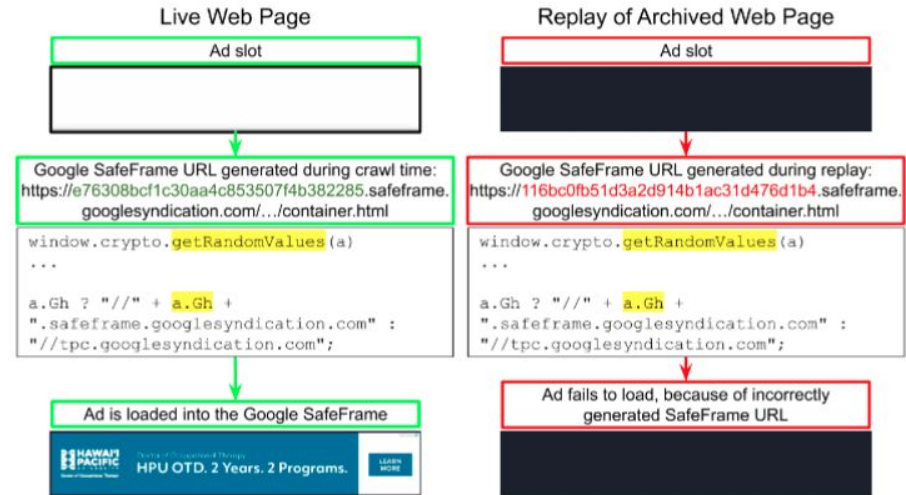 Live Web Page
Ad slot
Google SafeFrame URL generated during crawl time:
https://e76308bcf1c30aa4c853507f4b382285.safeframe.
googlesyndication.com/…/container.html
window.crypto.getRandomValues(a)
...
a.Gh ? "//" + a.Gh +
".safeframe.googlesyndication.com" :
"//tpc.googlesyndication.com";
Ad is loaded into the Google SafeFrame
HAWAI'I
PACIFIC
Doctor of Occupational Therapy
HPU OTD. 2 Years. 2 Programs.
LEARN
MORE
Replay of Archived Web Page
Ad slot
Google SafeFrame URL generated during replay:
https://116bc0fb51d3a2d914b1ac31d476d1b4.safeframe.
googlesyndication.com/…/container.html
window.crypto.getRandomValues(a)
...
a.Gh ? "//" + a.Gh +
".safeframe.googlesyndication.com" :
"//tpc.googlesyndication.com";
Ad fails to load, because of incorrectly
generated SafeFrame URL